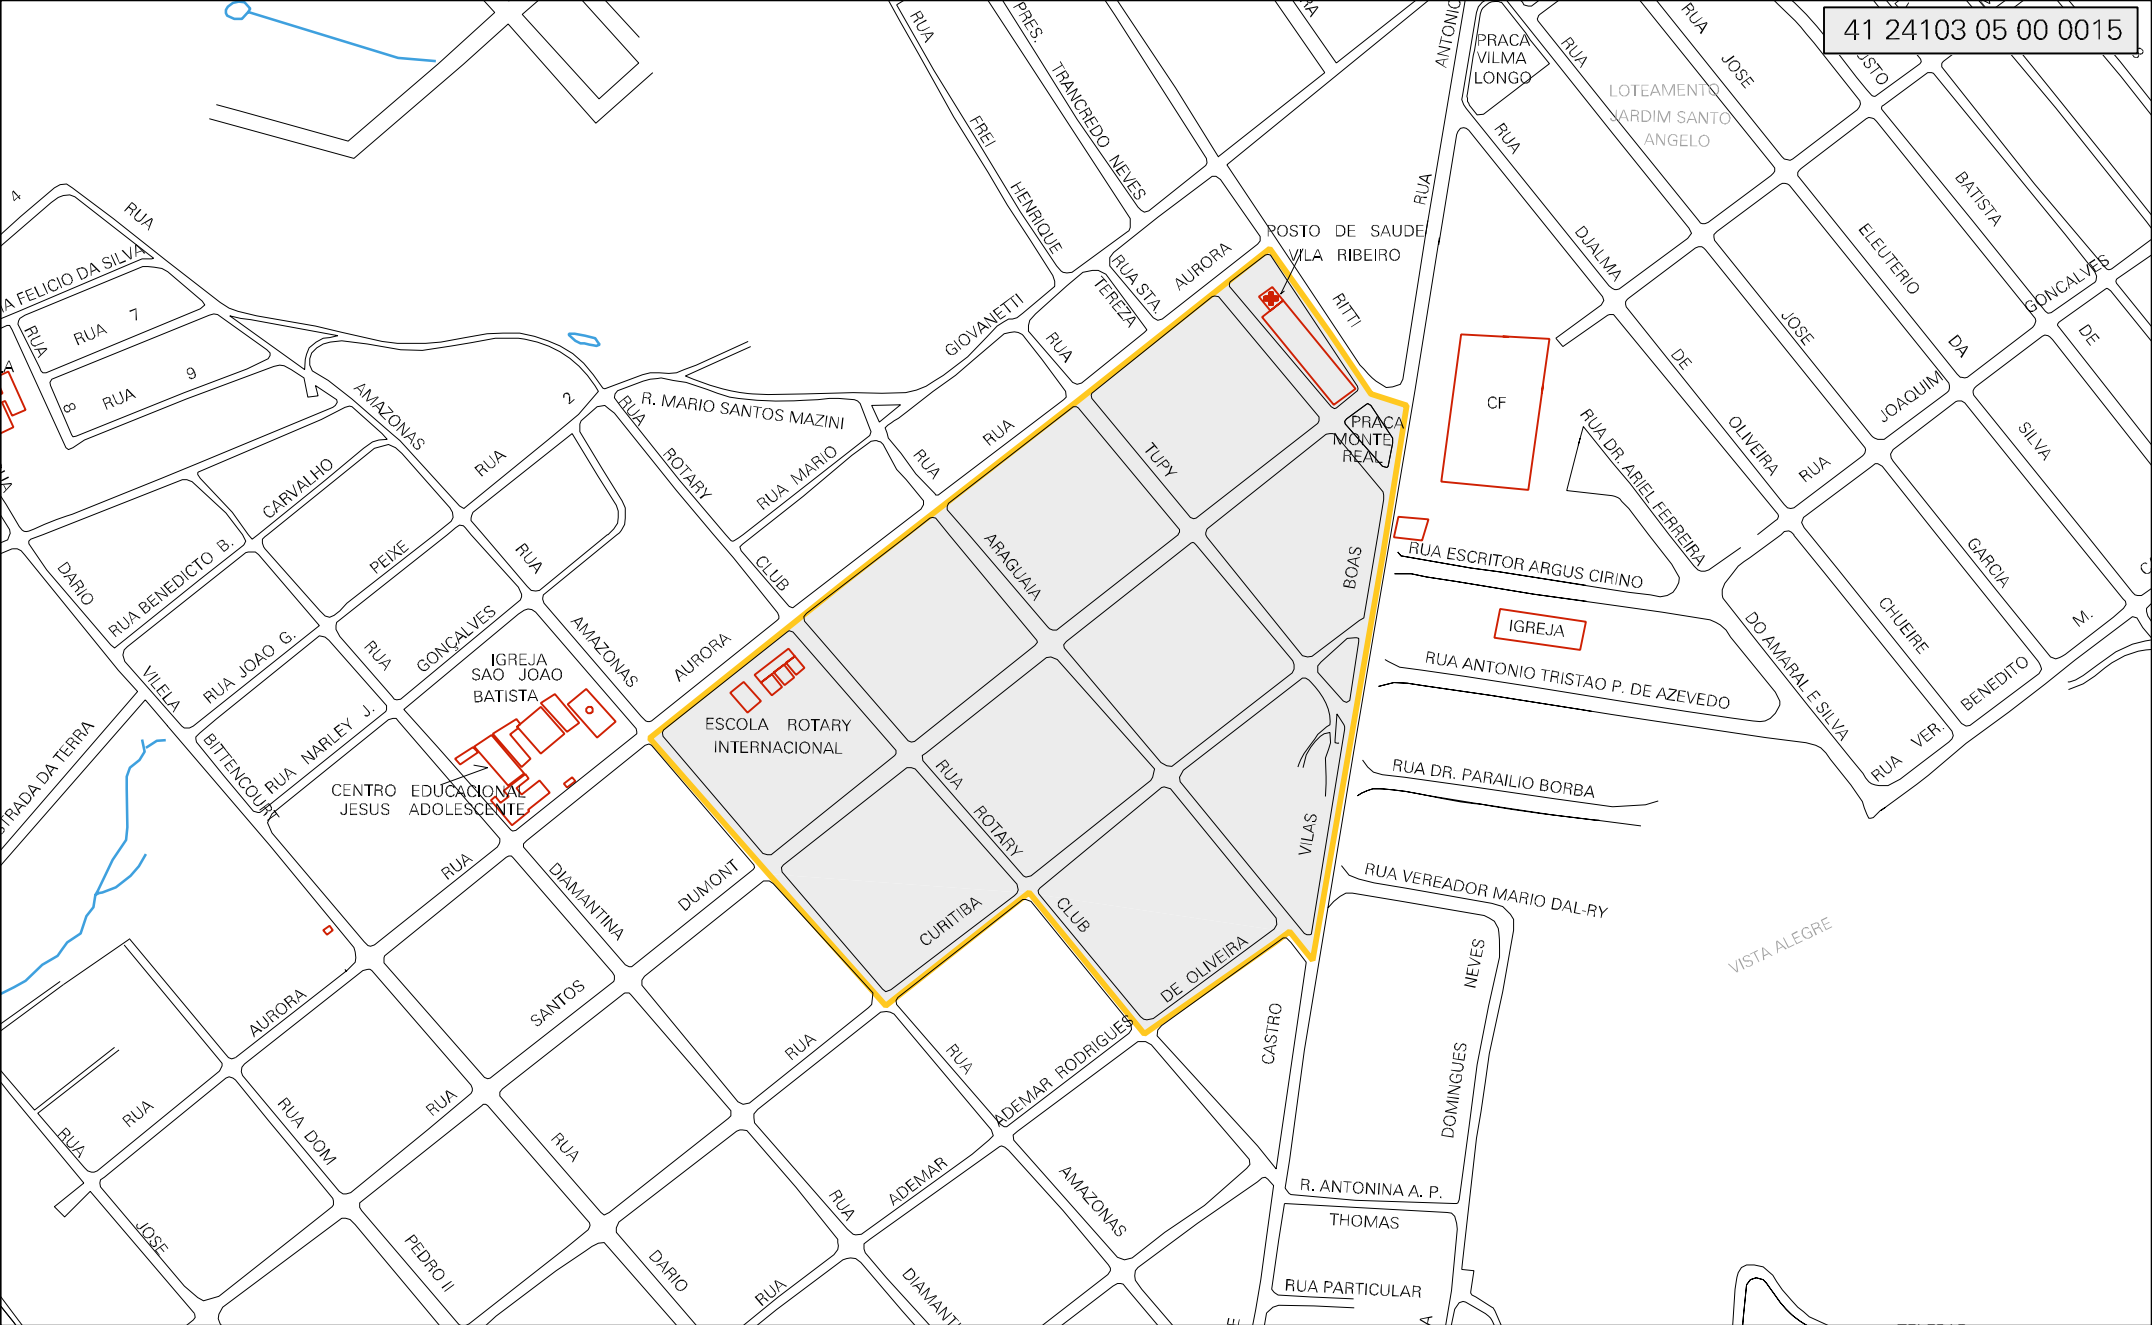 41 24103 05 00 0015
PRES.
TRANCREDO NEVES
RUA
FREI
HENRIQUE
ANTONIO
RUA
PRACA
VILMA
LONGO
RUA
JOSE
RUA
LOTEAMENTO
JARDIM SANTO
ANGELO
RUA
DJALMA
DE
OLIVEIRA
BATISTA
ELEUTERIO
DA
GONCALVES
DE
JOSE
JOAQUIM
RUA
SILVA
GARCIA
CHUEIRE
M.
BENEDITO
VER.
RUA
4
RUA
FELICIO DA SILVA
RUA 7
RUA 9
RUA
8
AMAZONAS
2
RUA
RUA
R. MARIO SANTOS MAZINI
ROTARY
CLUB
RUA MARIO
GIOVANETTI
RUA STA.
TEREZA
AURORA
RUA
RUA
RUA
POSTO DE SAUDE
VILA RIBEIRO
RITTI
PRACA
MONTE
REAL
CF
RUA DR. ARIEL FERREIRA
TUPY
ARAGUAIA
BOAS
RUA ESCRITOR ARGUS CIRINO
IGREJA
RUA ANTONIO TRISTAO P. DE AZEVEDO
DO AMARAL E SILVA
RUA DR. PARAILIO BORBA
RUA VEREADOR MARIO DAL-RY
VISTA ALEGRE
CARVALHO
PEIXE
RUA
DARIO
RUA BENEDICTO B.
RUA JOAO G.
RUA
GONÇALVES
AMAZONAS
AURORA
IGREJA
SAO JOAO
BATISTA
VILELA
BITTENCOURT
RUA NARLEY J.
STRADA DA TERRA
CENTRO EDUCACIONAL
JESUS ADOLESCENTE
ESCOLA ROTARY
INTERNACIONAL
RUA
ROTARY
CLUB
VILAS
RUA
DIAMANTINA
DUMONT
CURITIBA
DE OLIVEIRA
CASTRO
NEVES
DOMINGUES
AURORA
SANTOS
RUA
RUA
ADEMAR RODRIGUES
RUA
RUA
RUA DOM
RUA
RUA
RUA
ADEMAR
AMAZONAS
R. ANTONINA A. P.
THOMAS
JOSE
PEDRO II
DARIO
RUA
RUA PARTICULAR